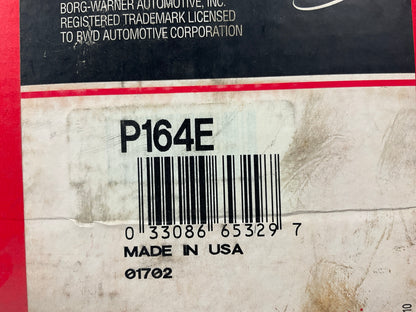 BORG-WARNER AUTOMOTIVE, INC.
REGISTERED TRADEMARK LICENSED
TO BWD AUTOMOTIVE CORPORATION
P164E
0 33086 65329 7
MADE IN USA
01702
10